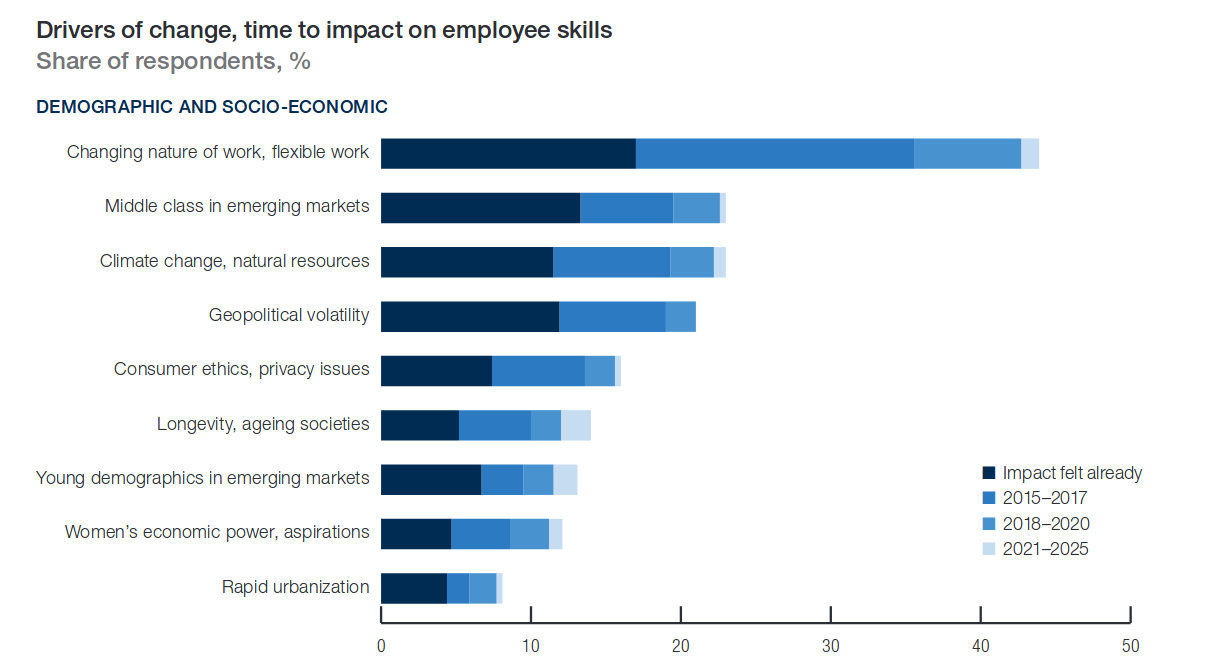 Drivers of change, time to impact on employee skills
Share of respondents, %
DEMOGRAPHIC AND SOCIO-ECONOMIC
Changing nature of work, flexible work
Middle class in emerging markets
Climate change, natural resources
Geopolitical volatility
Consumer ethics, privacy issues
Longevity, ageing societies
Young demographics in emerging markets
Women’s economic power, aspirations
Rapid urbanization
Impact felt already
2015–2017
2018–2020
2021–2025
0 10 20 30 40 50